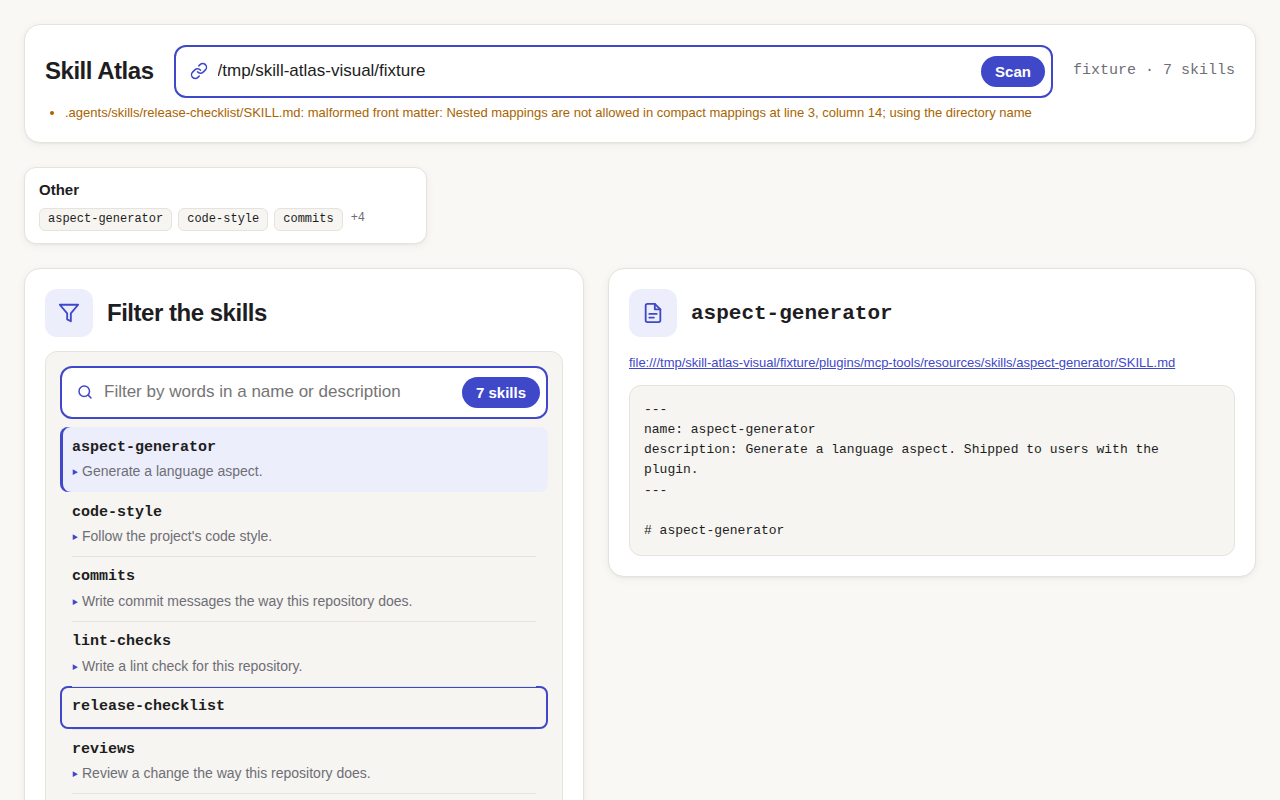 Skill Atlas
/tmp/skill-atlas-visual/fixture
Scan
fixture · 7 skills
• .agents/skills/release-checklist/SKILL.md: malformed front matter: Nested mappings are not allowed in compact mappings at line 3, column 14; using the directory name
Other
aspect-generator code-style commits +4
Filter the skills
Filter by words in a name or description
7 skills
aspect-generator
▸ Generate a language aspect.
code-style
▸ Follow the project's code style.
commits
▸ Write commit messages the way this repository does.
lint-checks
▸ Write a lint check for this repository.
release-checklist
reviews
▸ Review a change the way this repository does.
aspect-generator
file:///tmp/skill-atlas-visual/fixture/plugins/mcp-tools/resources/skills/aspect-generator/SKILL.md
---
name: aspect-generator
description: Generate a language aspect. Shipped to users with the
plugin.
---
# aspect-generator